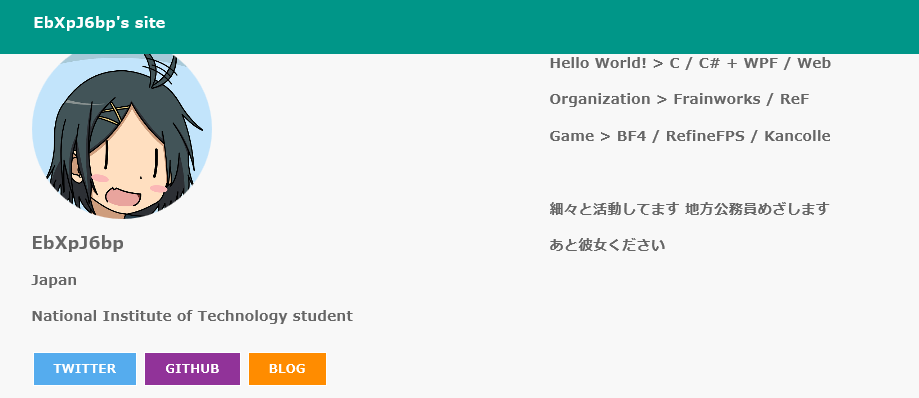 EbXpJ6bp's site
EbXpJ6bp
Japan
National Institute of Technology student
TWITTER
GITHUB
BLOG
Hello World! > C / C# + WPF / Web
Organization > Frainworks / ReF
Game > BF4 / RefineFPS / Kancolle
細々と活動してます 地方公務員めざします
あと彼女ください